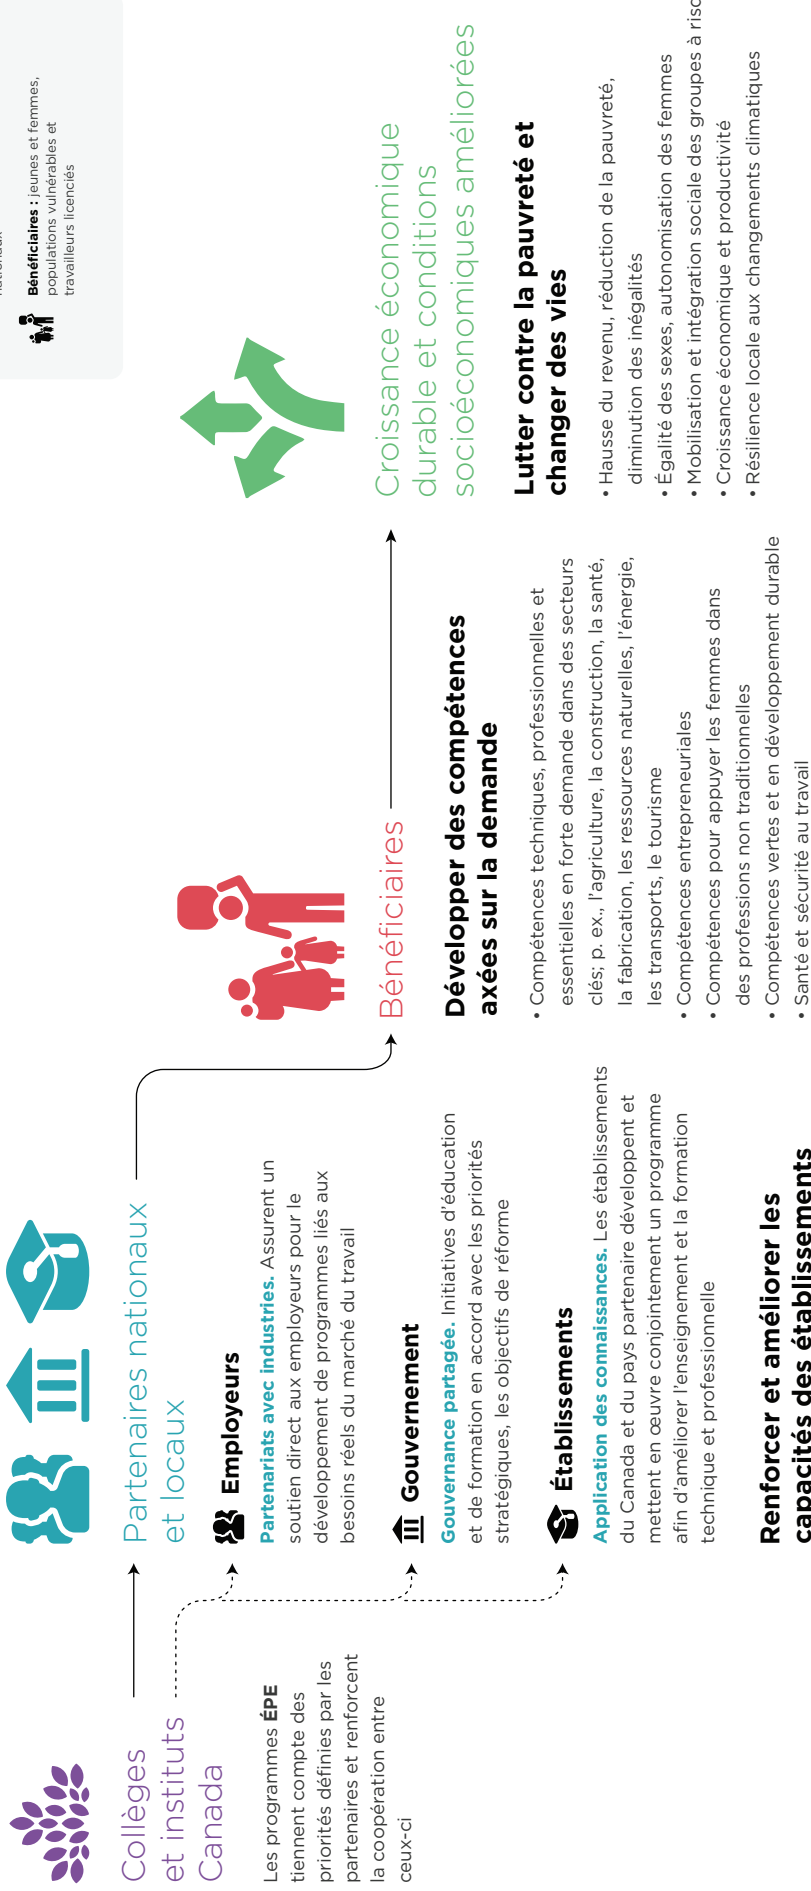 Collèges
et instituts
Canada
Les programmes ÉPE
tiennent compte des
priorités définies par les
partenaires et renforcent
la coopération entre
ceux-ci
Partenaires nationaux
et locaux
Employeurs
Partenariats avec industries. Assurent un
soutien direct aux employeurs pour le
développement de programmes liés aux
besoins réels du marché du travail
Gouvernement
Gouvernance partagée. Initiatives d'éducation
et de formation en accord avec les priorités
stratégiques, les objectifs de réforme
Établissements
Application des connaissances. Les établissements
du Canada et du pays partenaire développent et
mettent en œuvre conjointement un programme
afin d'améliorer l'enseignement et la formation
technique et professionnelle
Renforcer et améliorer les
capacités des établissements
Bénéficiaires
Développer des compétences
axées sur la demande
• Compétences techniques, professionnelles et
essentielles en forte demande dans des secteurs
clés; p. ex., l'agriculture, la construction, la santé,
la fabrication, les ressources naturelles, l'énergie,
les transports, le tourisme
• Compétences entrepreneuriales
• Compétences pour appuyer les femmes dans
des professions non traditionnelles
• Compétences vertes et en développement durable
• Santé et sécurité au travail
Croissance économique
durable et conditions
socioéconomiques améliorées
Lutter contre la pauvreté et
changer des vies
• Hausse du revenu, réduction de la pauvreté,
diminution des inégalités
• Égalité des sexes, autonomisation des femmes
• Mobilisation et intégration sociale des groupes à
• Croissance économique et productivité
• Résilience locale aux changements climatiques
Bénéficiaires : jeunes et femmes,
populations vulnérables et
travailleurs licenciés